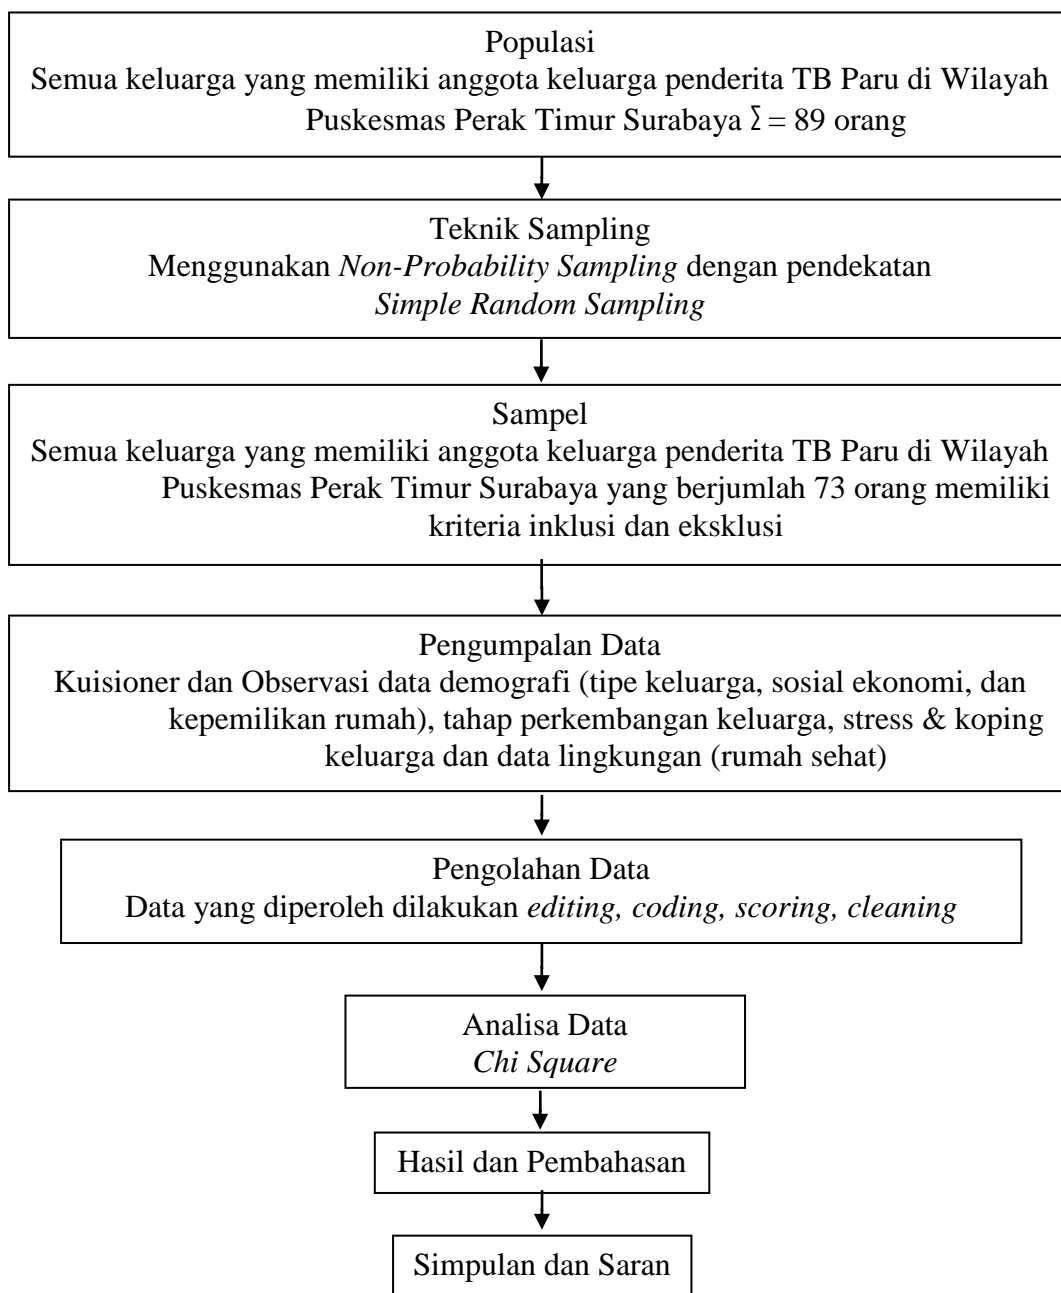 Populasi
Semua keluarga yang memiliki anggota keluarga penderita TB Paru di Wilayah
Puskesmas Perak Timur Surabaya ∑ = 89 orang
Teknik Sampling
Menggunakan Non-Probability Sampling dengan pendekatan
Simple Random Sampling
Sampel
Semua keluarga yang memiliki anggota keluarga penderita TB Paru di Wilayah
Puskesmas Perak Timur Surabaya yang berjumlah 73 orang memiliki
kriteria inklusi dan eksklusi
Pengumpalan Data
Kuisioner dan Observasi data demografi (tipe keluarga, sosial ekonomi, dan
kepemilikan rumah), tahap perkembangan keluarga, stress & koping
keluarga dan data lingkungan (rumah sehat)
Pengolahan Data
Data yang diperoleh dilakukan editing, coding, scoring, cleaning
Analisa Data
Chi Square
Hasil dan Pembahasan
Simpulan dan Saran